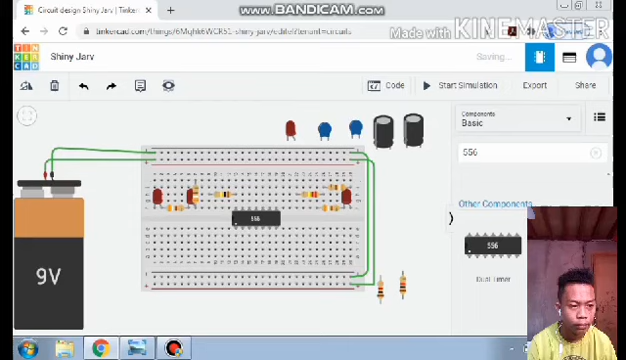 www.BANDICAM.com
Circuit design Shiny Jarv
Made with KINEMASTER
TIN
KER
CAD
Shiny Jarv
Saving...
Code
Start Simulation
Export
Share
Components
Basic
556
556
Other Components
556
Dual Timer
9V